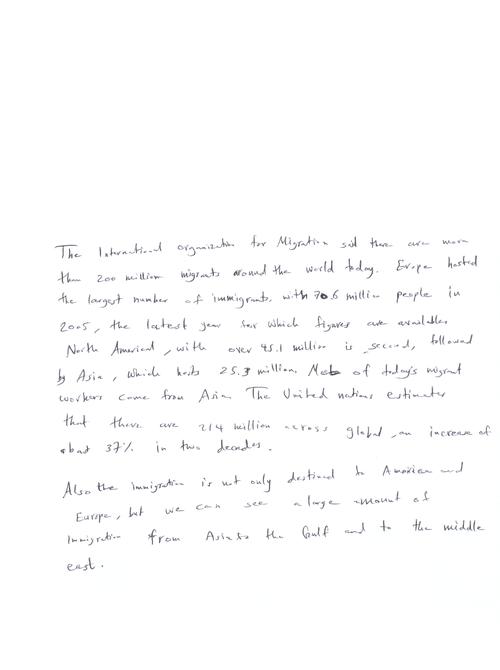 The International organization for Migration said there are more
than 200 million migrants around the world today. Europe hosted
the largest number of immigrants, with 70.6 million people in
2005, the latest year for which figures are available
North American, with over 45.1 million is second, followed
by Asia, which hosts 25.3 million. Most of today's migrant
workers come from Asia. The United nations estimates
that there are 214 million across global, an increase of
about 37% in two decades.
Also the immigration is not only destined to America and
Europe, but we can see a large amount of
Immigration from Asia to the Gulf and to the middle
east.